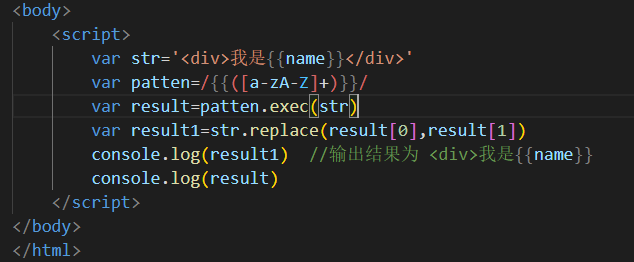 <body>
<script>
var str='<div>我是{{name}}</div>'
var patten=/{{([a-zA-Z]+)}}/
var result=patten.exec(str)
var result1=str.replace(result[0],result[1])
console.log(result1)  //输出结果为 <div>我是{{name}}
console.log(result)
</script>
</body>
</html>